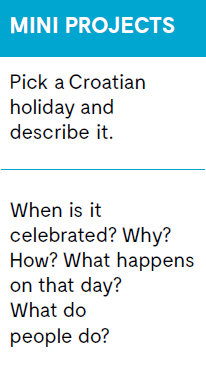 MINI PROJECTS
Pick a Croatian
holiday and
describe it.
When is it
celebrated? Why?
How? What happens
on that day?
What do
people do?